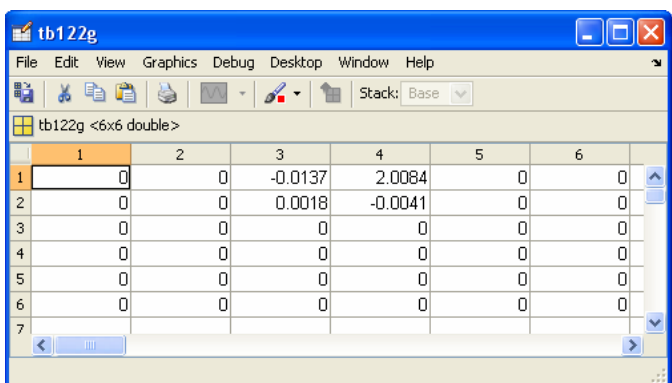 tb122g
File Edit View Graphics Debug Desktop Window Help
Stack: Base
tb122g <6x6 double>
1 2 3 4 5 6
1 0 0 -0.0137 2.0084 0 0
2 0 0 0.0018 -0.0041 0 0
3 0 0 0 0 0 0
4 0 0 0 0 0 0
5 0 0 0 0 0 0
6 0 0 0 0 0 0
7